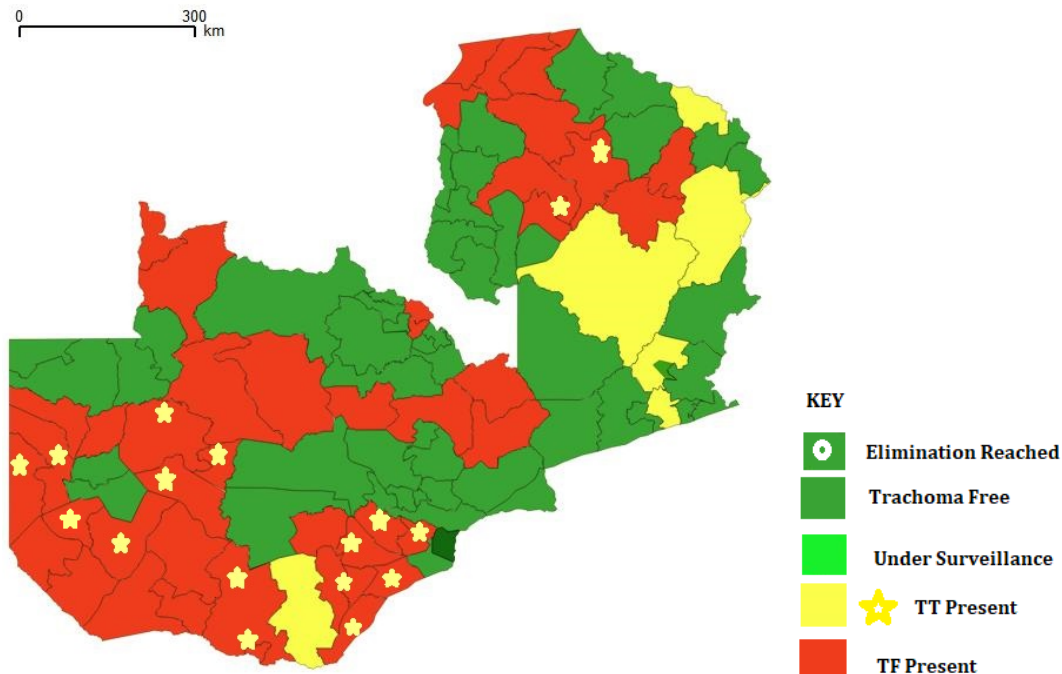 0 300
km
KEY
Elimination Reached
Trachoma Free
Under Surveillance
TT Present
TF Present